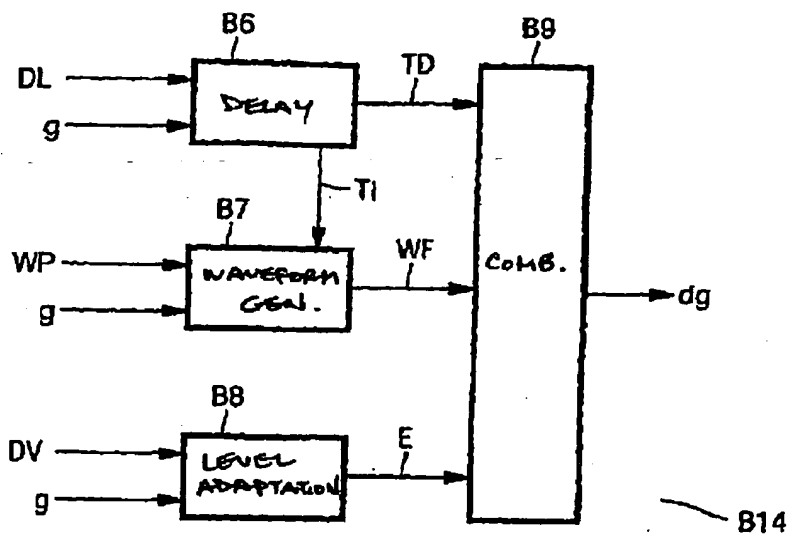 B6
B9
DL
TD
DELAY
g
Ti
B7
WP
WF
WAVEFORM
GEN.
COMB.
g
dg
B8
DV
E
LEVEL
ADAPTATION
g
B14